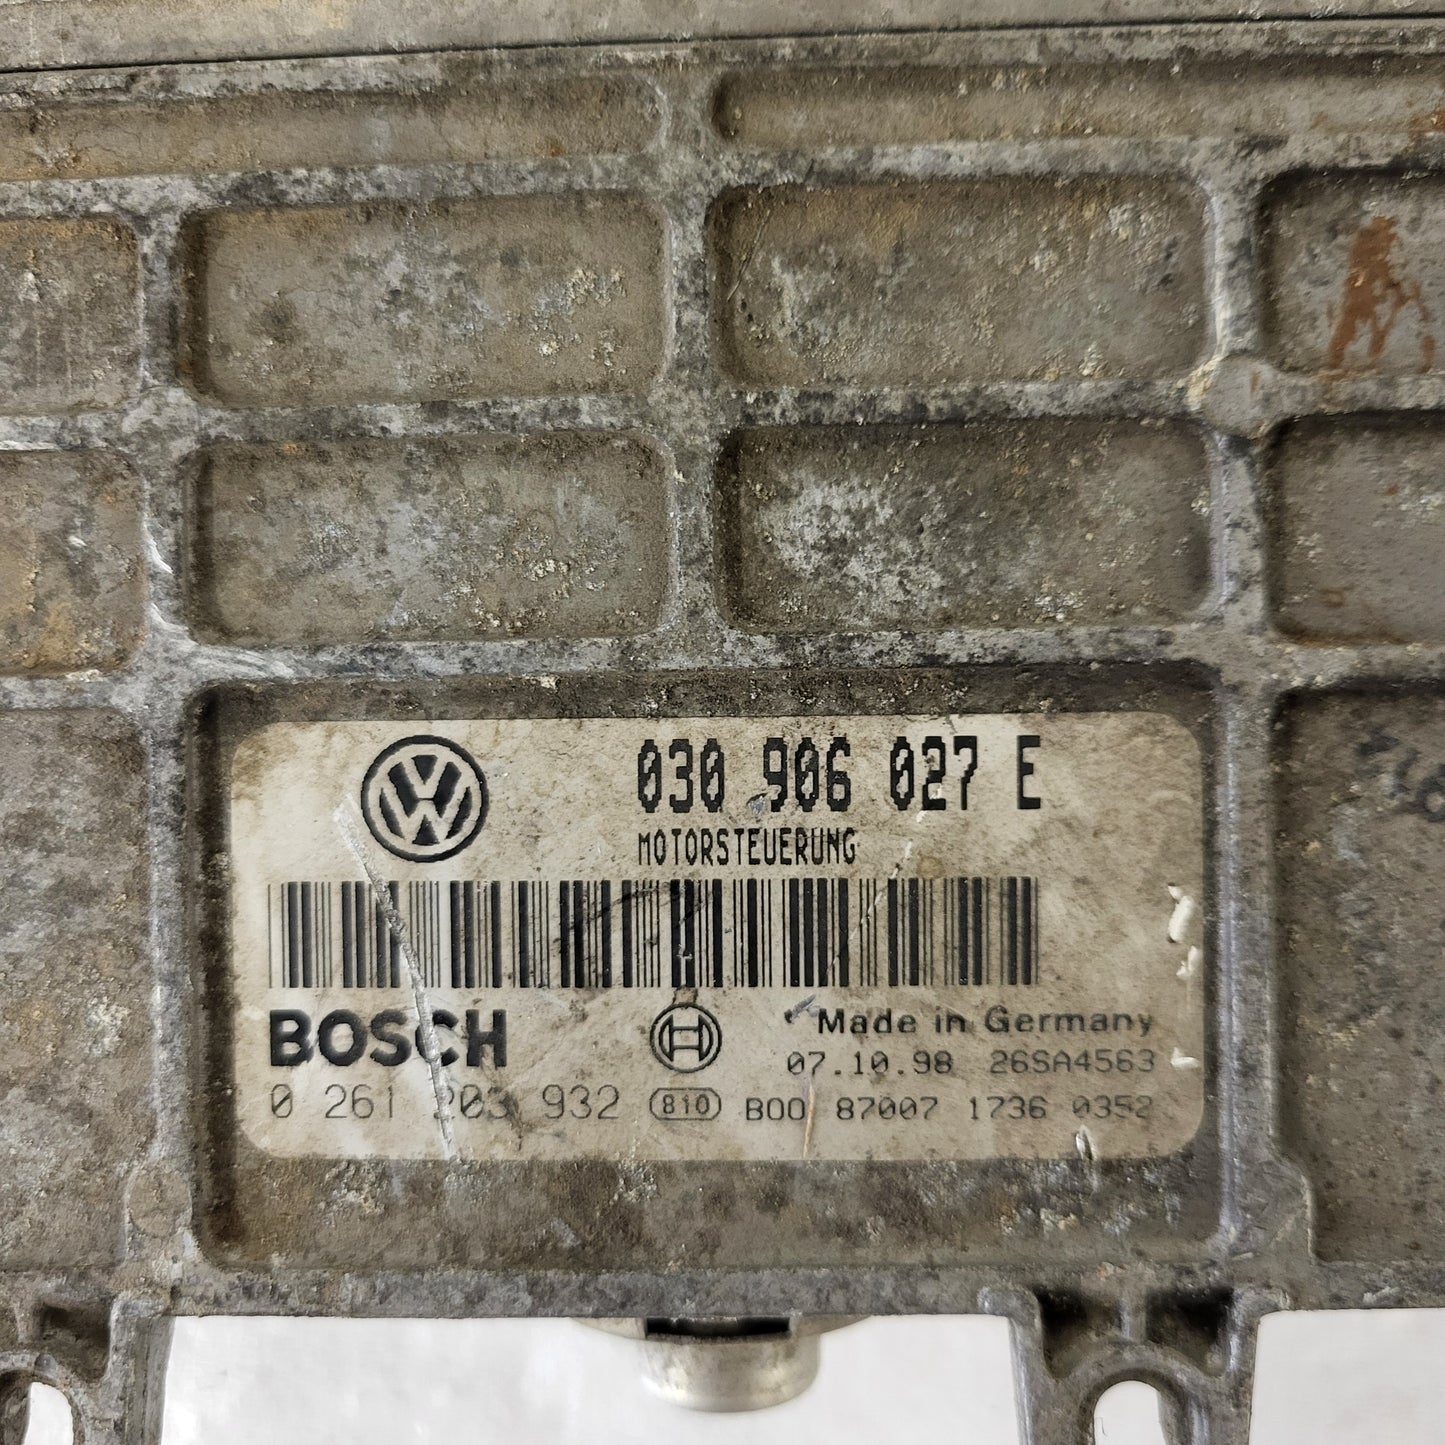 030 906 027 E
MOTORSTEUERUNG
BOSCH
Made in Germany
07.10.98 26SA4563
0 261 203 932 810 B00 87007 1736 0352